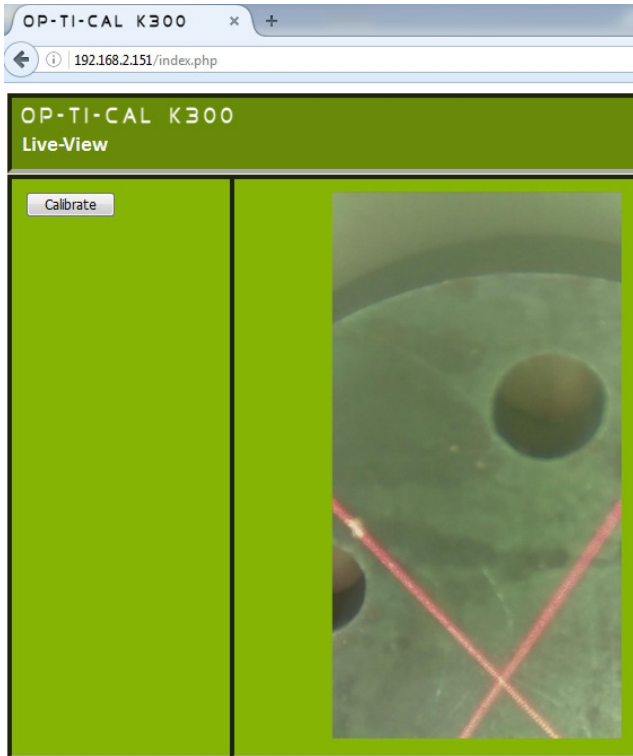 OP-TI-CAL K300
192.168.2.151/index.php
OP-TI-CAL K300
Live-View
Calibrate